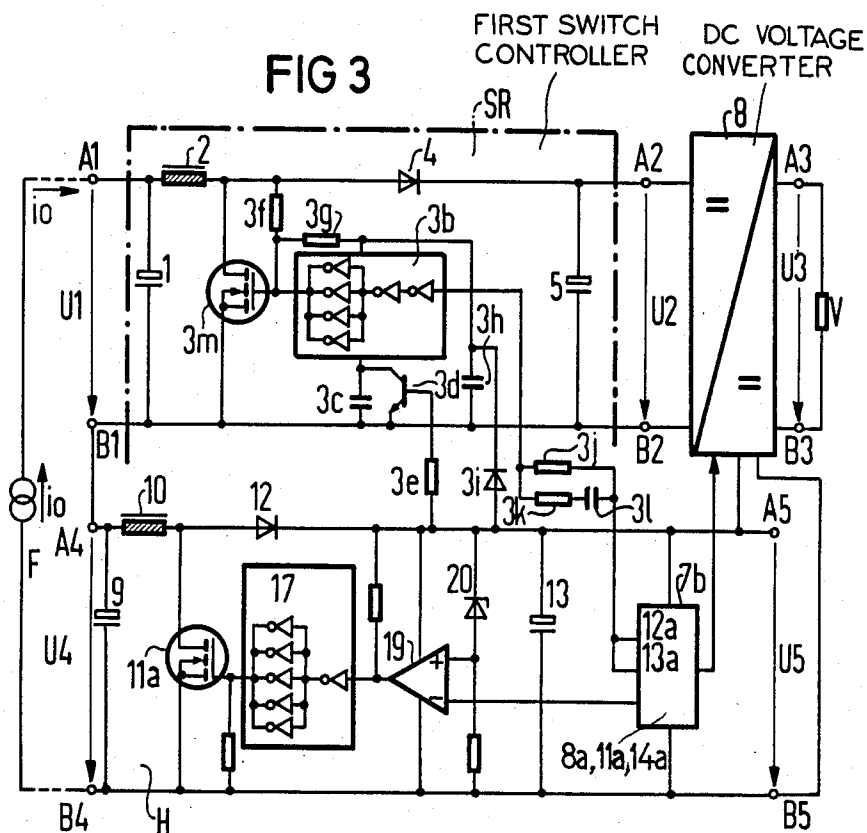 FIRST SWITCH
CONTROLLER
DC VOLTAGE
CONVERTER
FIG 3
SR
8
A1
2
4
A2
A3
io
3f
3g
3b
1
5
U1
3m
U2
U3
V
3h
3c
3d
B1
B2
B3
3j
3e
3i
3k
3l
io
10
12
A4
A5
F
9
17
20
13
7b
U4
11a
19
+
−
12a
13a
U5
8a, 11a, 14a
B4
H
B5